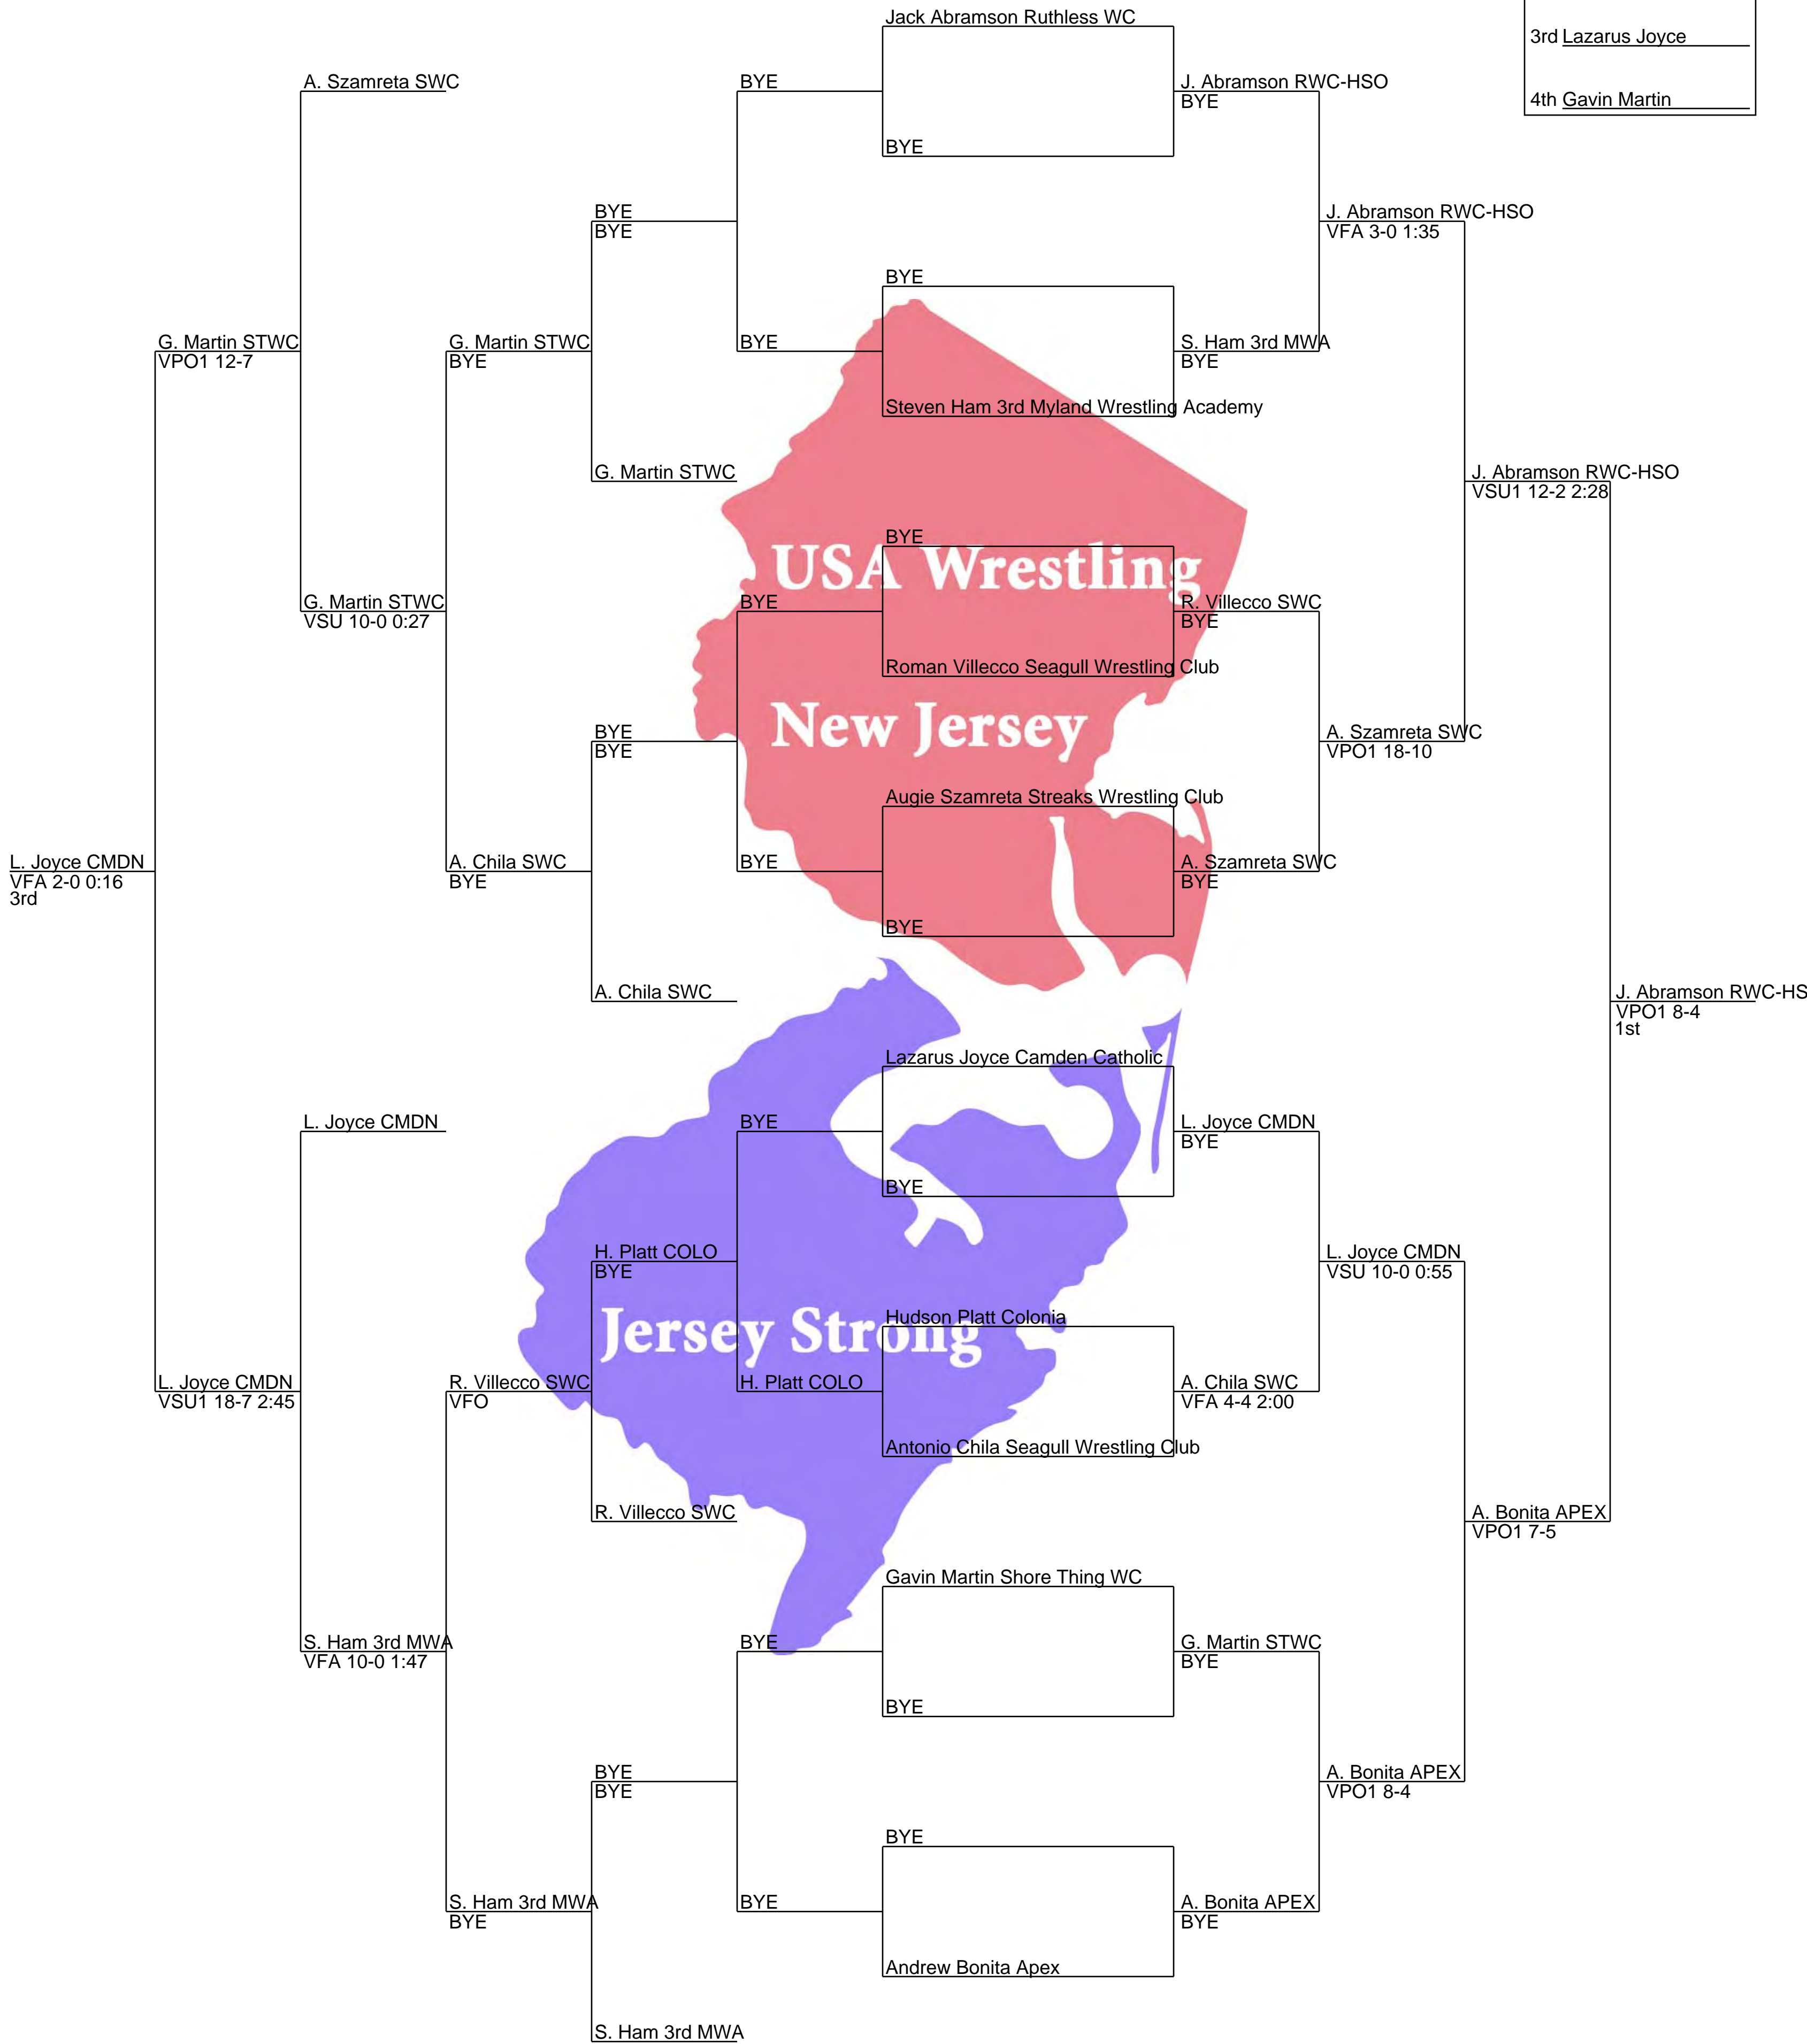 Jack Abramson Ruthless WC
3rd Lazarus Joyce
A. Szamreta SWC
BYE
J. Abramson RWC-HSO
BYE
4th Gavin Martin
BYE
BYE
BYE
J. Abramson RWC-HSO
VFA 3-0 1:35
BYE
G. Martin STWC
VPO1 12-7
G. Martin STWC
BYE
BYE
S. Ham 3rd MWA
BYE
Steven Ham 3rd Myland Wrestling Academy
G. Martin STWC
J. Abramson RWC-HSO
VSU1 12-2 2:28
BYE
USA Wrestling
G. Martin STWC
VSU 10-0 0:27
BYE
R. Villecco SWC
BYE
Roman Villecco Seagull Wrestling Club
New Jersey
BYE
BYE
A. Szamreta SWC
VPO1 18-10
Augie Szamreta Streaks Wrestling Club
L. Joyce CMDN
VFA 2-0 0:16
3rd
A. Chila SWC
BYE
BYE
A. Szamreta SWC
BYE
BYE
A. Chila SWC
J. Abramson RWC-HS
VPO1 8-4
1st
Lazarus Joyce Camden Catholic
L. Joyce CMDN
BYE
L. Joyce CMDN
BYE
BYE
H. Platt COLO
BYE
L. Joyce CMDN
VSU 10-0 0:55
Hudson Platt Colonia
Jersey Strong
L. Joyce CMDN
VSU1 18-7 2:45
R. Villecco SWC
VFO
H. Platt COLO
A. Chila SWC
VFA 4-4 2:00
Antonio Chila Seagull Wrestling Club
R. Villecco SWC
A. Bonita APEX
VPO1 7-5
Gavin Martin Shore Thing WC
S. Ham 3rd MWA
VFA 10-0 1:47
BYE
G. Martin STWC
BYE
BYE
BYE
BYE
A. Bonita APEX
VPO1 8-4
BYE
S. Ham 3rd MWA
BYE
BYE
A. Bonita APEX
BYE
Andrew Bonita Apex
S. Ham 3rd MWA